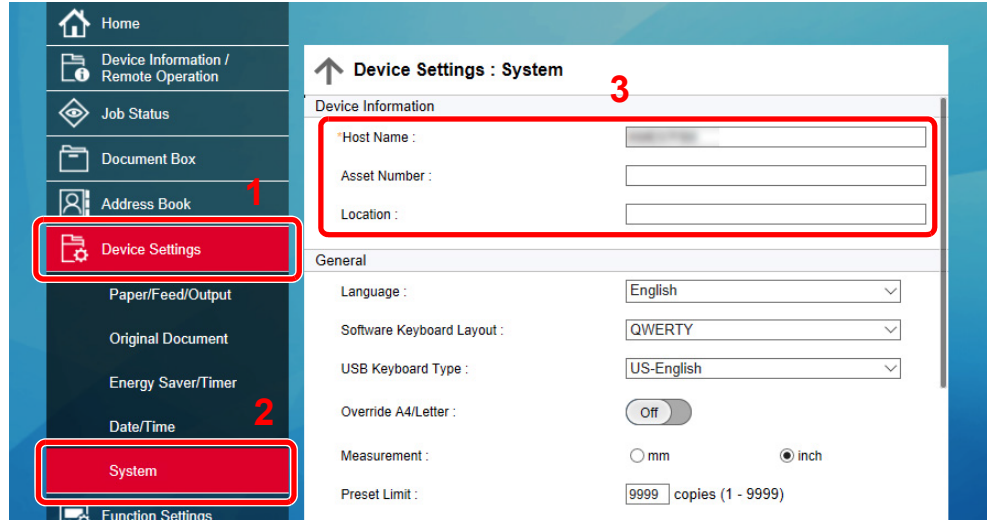 Home
Device Information /
Remote Operation
Job Status
Document Box
Address Book
1
Device Settings
Paper/Feed/Output
Original Document
Energy Saver/Timer
Date/Time
2
System
Function Settings
Device Settings : System
3
Device Information
*Host Name :
Asset Number :
Location :
General
Language : English
Software Keyboard Layout : QWERTY
USB Keyboard Type : US-English
Override A4/Letter : Off
Measurement : mm inch
Preset Limit : 9999 copies (1 - 9999)